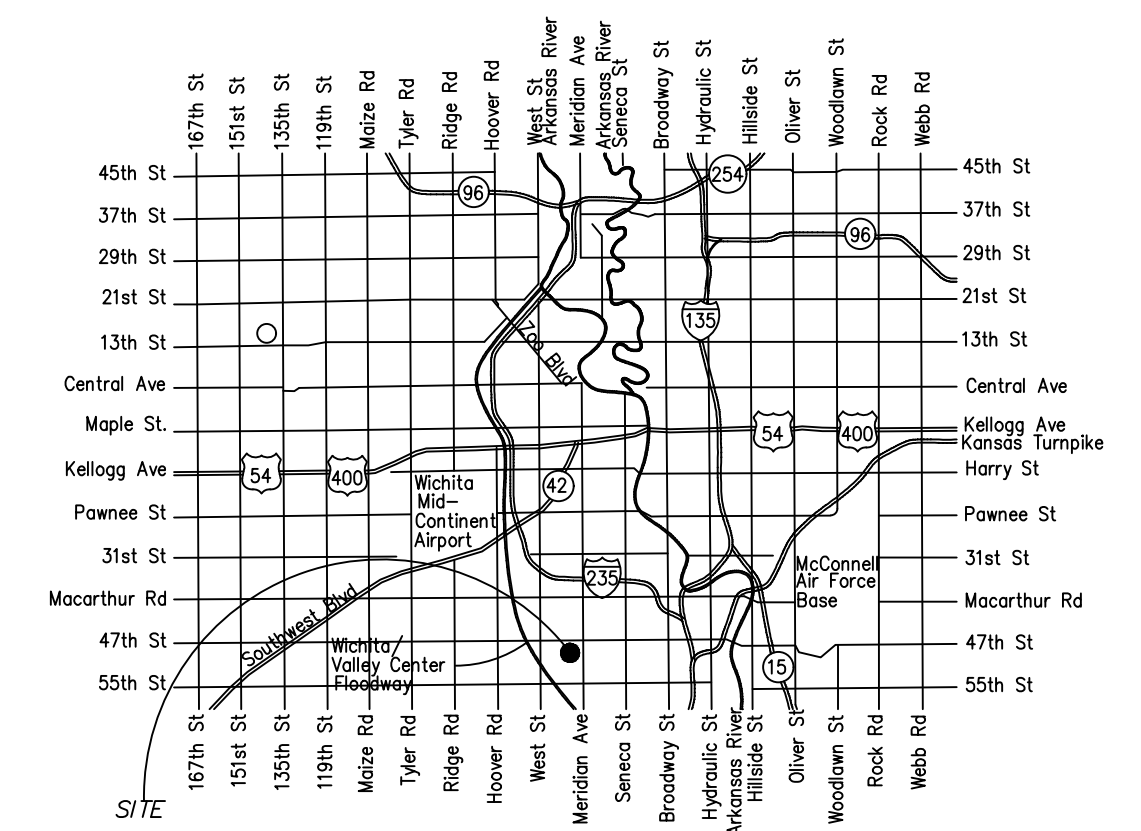 167th St
151st St
135th St
119th St
Maize Rd
Tyler Rd
Ridge Rd
Hoover Rd
West St
Arkansas River
Meridian Ave
Arkansas River
Seneca St
Broadway St
Hydraulic St
Hillside St
Oliver St
Woodlawn St
Rock Rd
Webb Rd
45th St
96
254
45th St
37th St
37th St
29th St
96
29th St
21st St
21st St
135
13th St
Zoo Blvd
13th St
Central Ave
Central Ave
Maple St.
54
400
Kellogg Ave
Kansas Turnpike
Kellogg Ave
54
400
Harry St
Wichita
Mid–
Continent
Airport
42
Pawnee St
Pawnee St
31st St
31st St
McConnell
Air Force
Base
235
Macarthur Rd
Macarthur Rd
Southwest Blvd
47th St
47th St
Wichita/
Valley Center
Floodway
15
55th St
55th St
167th St
151st St
135th St
119th St
Maize Rd
Tyler Rd
Ridge Rd
Hoover Rd
West St
Meridian Ave
Seneca St
Broadway St
Hydraulic St
Arkansas River
Hillside St
Oliver St
Woodlawn St
Rock Rd
Webb Rd
SITE